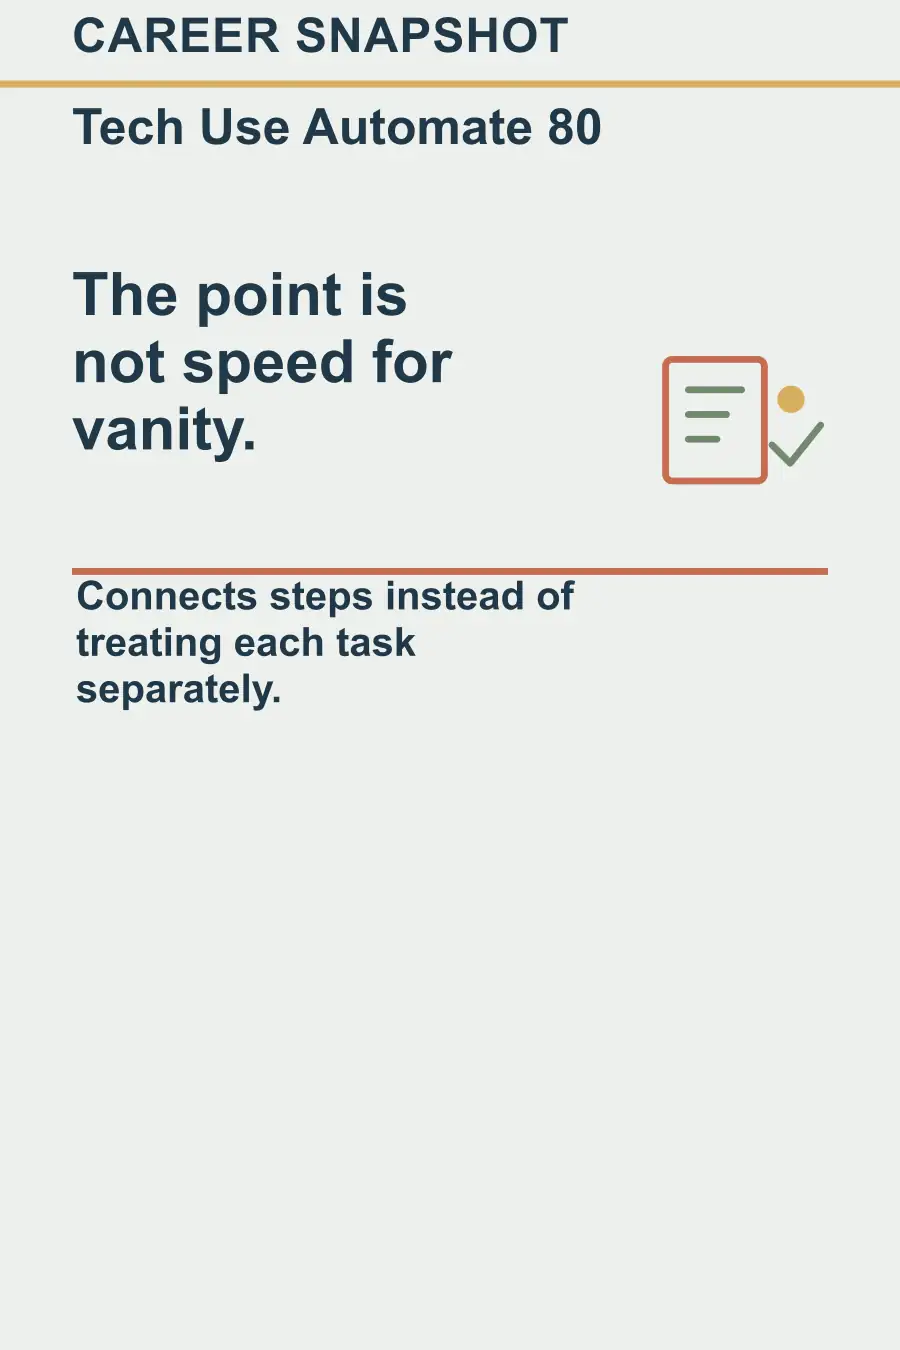 CAREER SNAPSHOT
Tech Use Automate 80
The point is
not speed for
vanity.
Connects steps instead of
treating each task
separately.